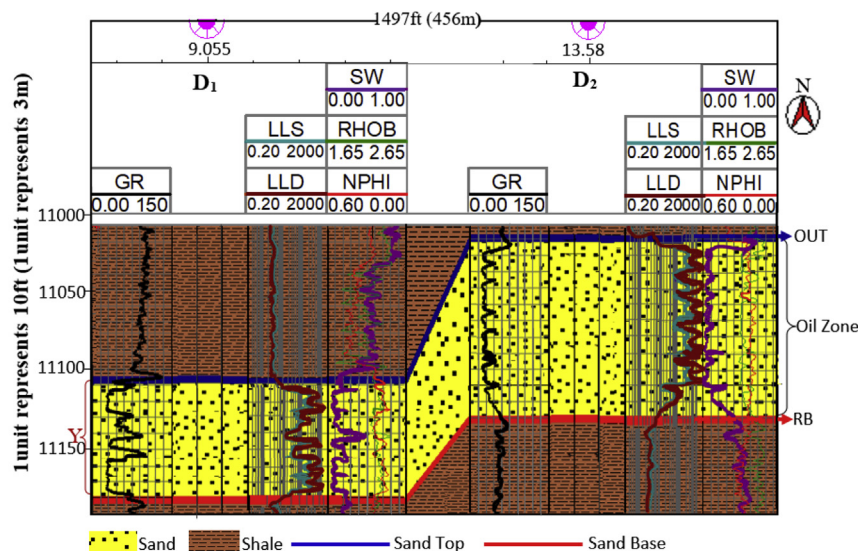 1497ft (456m)
9.055 13.58
D1 D2 N
SW SW
0.00 1.00 0.00 1.00
LLS RHOB LLS RHOB
0.20 2000 1.65 2.65 0.20 2000 1.65 2.65
GR LLD NPHI GR LLD NPHI
0.00 150 0.20 2000 0.60 0.00 0.00 150 0.20 2000 0.60 0.00
11000
OUT
11050
Oil Zone
11100
RB
Y
11150
1unit represents 10ft (1unit represents 3m)
Sand Shale Sand Top Sand Base